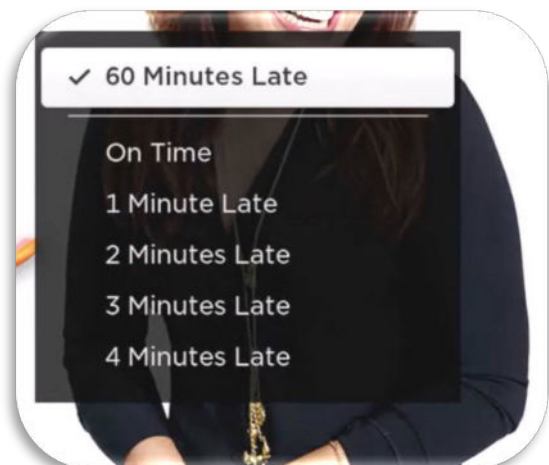 ✓ 60 Minutes Late
On Time
1 Minute Late
2 Minutes Late
3 Minutes Late
4 Minutes Late